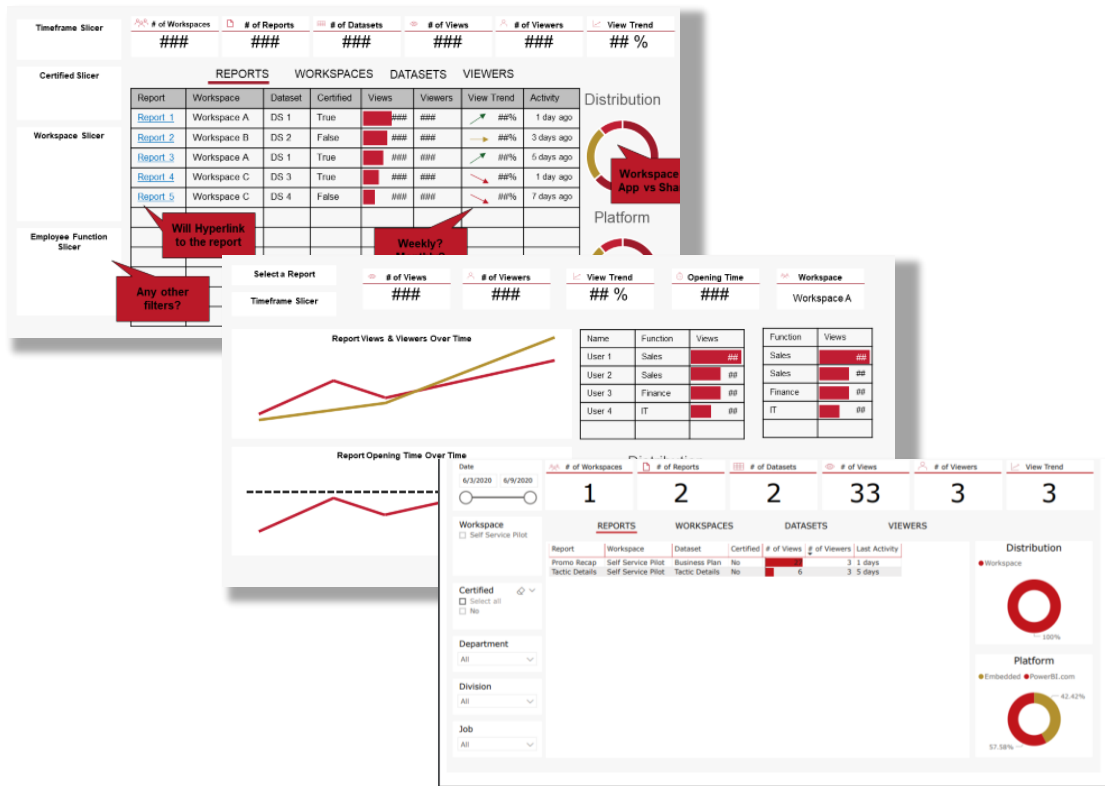 Timeframe Slicer
# of Workspaces # of Reports # of Datasets # of Views # of Viewers View Trend
### ### ### ### ### ## %
Certified Slicer
REPORTS WORKSPACES DATASETS VIEWERS
Report Workspace Dataset Certified Views Viewers View Trend Activity
Distribution
Report 1 Workspace A DS 1 True ### ### ##% 1 day ago
Workspace Slicer
Report 2 Workspace B DS 2 False ### ### ##% 3 days ago
Report 3 Workspace A DS 1 True ### ### ##% 5 days ago
Report 4 Workspace C DS 3 True ### ### ##% 1 day ago
Report 5 Workspace C DS 4 False ### ### ##% 7 days ago
Workspace
App vs Sha
Platform
Employee Function
Slicer
Will Hyperlink
to the report
Weekly?
Any other
filters?
Select a Report
Timeframe Slicer
# of Views # of Viewers View Trend Opening Time Workspace
### ### ## % ### Workspace A
Report Views & Viewers Over Time
Name Function Views
User 1 Sales ##
User 2 Sales ##
User 3 Finance ##
User 4 IT ##
Function Views
Sales ##
Sales ##
Finance ##
IT ##
Report Opening Time Over Time
Date
6/3/2020 6/9/2020
# of Workspaces # of Reports # of Datasets # of Views # of Viewers View Trend
1 2 2 33 3 3
Workspace
Self Service Pilot
REPORTS WORKSPACES DATASETS VIEWERS
Report Workspace Dataset Certified # of Views # of Viewers Last Activity
Promo Recap Self Service Pilot Business Plan No 3 1 days
Tactic Details Self Service Pilot Tactic Details No 6 3 5 days
Certified
Select all
No
Department
All
Division
All
Job
All
Distribution
Workspace
100%
Platform
Embedded PowerBI.com
42.42%
57.58%